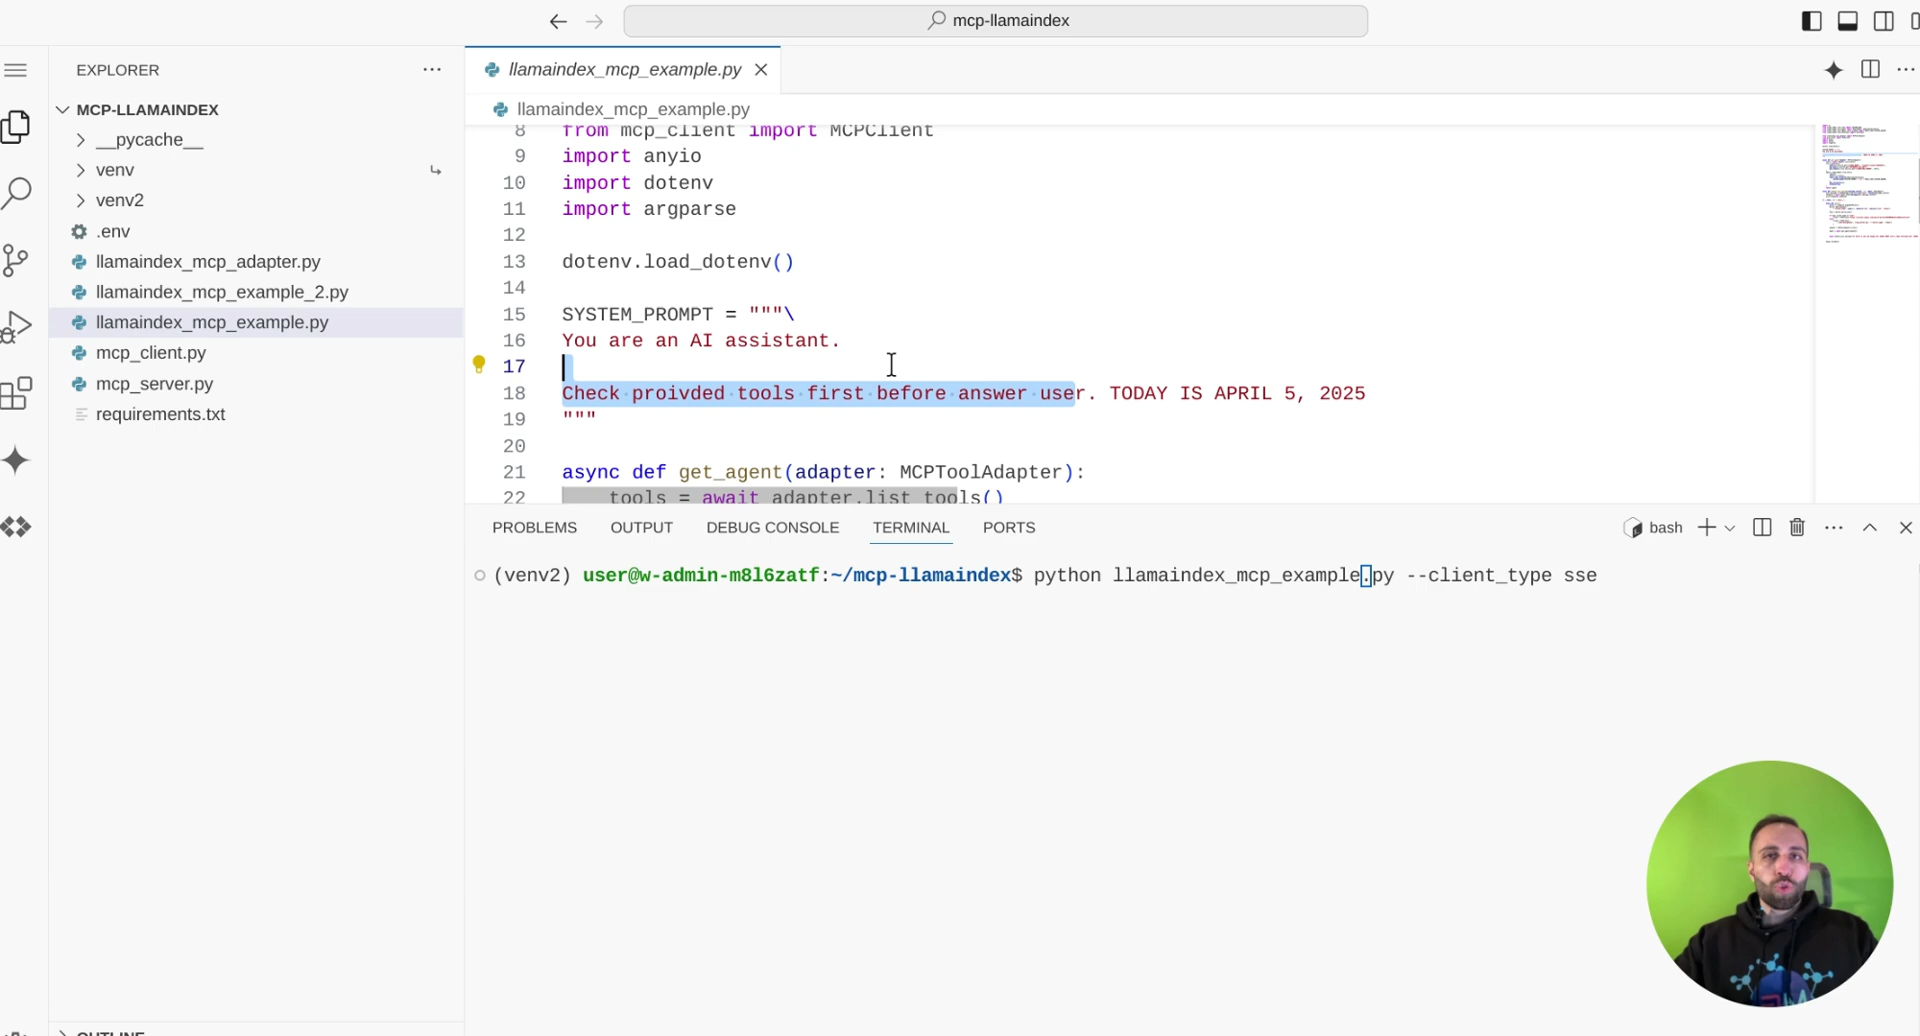 mcp-llamaindex
EXPLORER
MCP-LLAMAINDEX
__pycache__
venv
venv2
.env
llamaindex_mcp_adapter.py
llamaindex_mcp_example_2.py
llamaindex_mcp_example.py
mcp_client.py
mcp_server.py
requirements.txt
OUTLINE
llamaindex_mcp_example.py
llamaindex_mcp_example.py
8 from mcp_client import MCPClient
9 import anyio
10 import dotenv
11 import argparse
12
13 dotenv.load_dotenv()
14
15 SYSTEM_PROMPT = """\
16 You are an AI assistant.
17
18 Check proivded tools first before answer user. TODAY IS APRIL 5, 2025
19 """
20
21 async def get_agent(adapter: MCPToolAdapter):
22 tools = await adapter.list_tools()
PROBLEMS OUTPUT DEBUG CONSOLE TERMINAL PORTS
bash
(venv2) user@w-admin-m8l6zatf:~/mcp-llamaindex$ python llamaindex_mcp_example.py --client_type sse